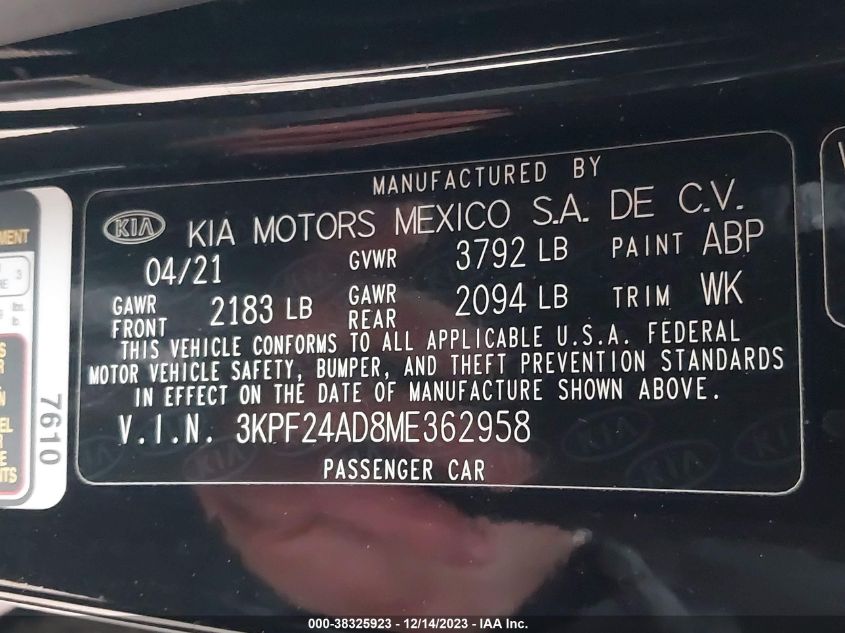 MANUFACTURED BY
KIA KIA MOTORS MEXICO S.A. DE C.V.
04/21 GVWR 3792 LB PAINT ABP
GAWR FRONT 2183 LB GAWR REAR 2094 LB TRIM WK
THIS VEHICLE CONFORMS TO ALL APPLICABLE U.S.A. FEDERAL
MOTOR VEHICLE SAFETY, BUMPER, AND THEFT PREVENTION STANDARDS
IN EFFECT ON THE DATE OF MANUFACTURE SHOWN ABOVE.
V.I.N. 3KPF24AD8ME362958
PASSENGER CAR
7610
000-38325923 - 12/14/2023 - IAA Inc.